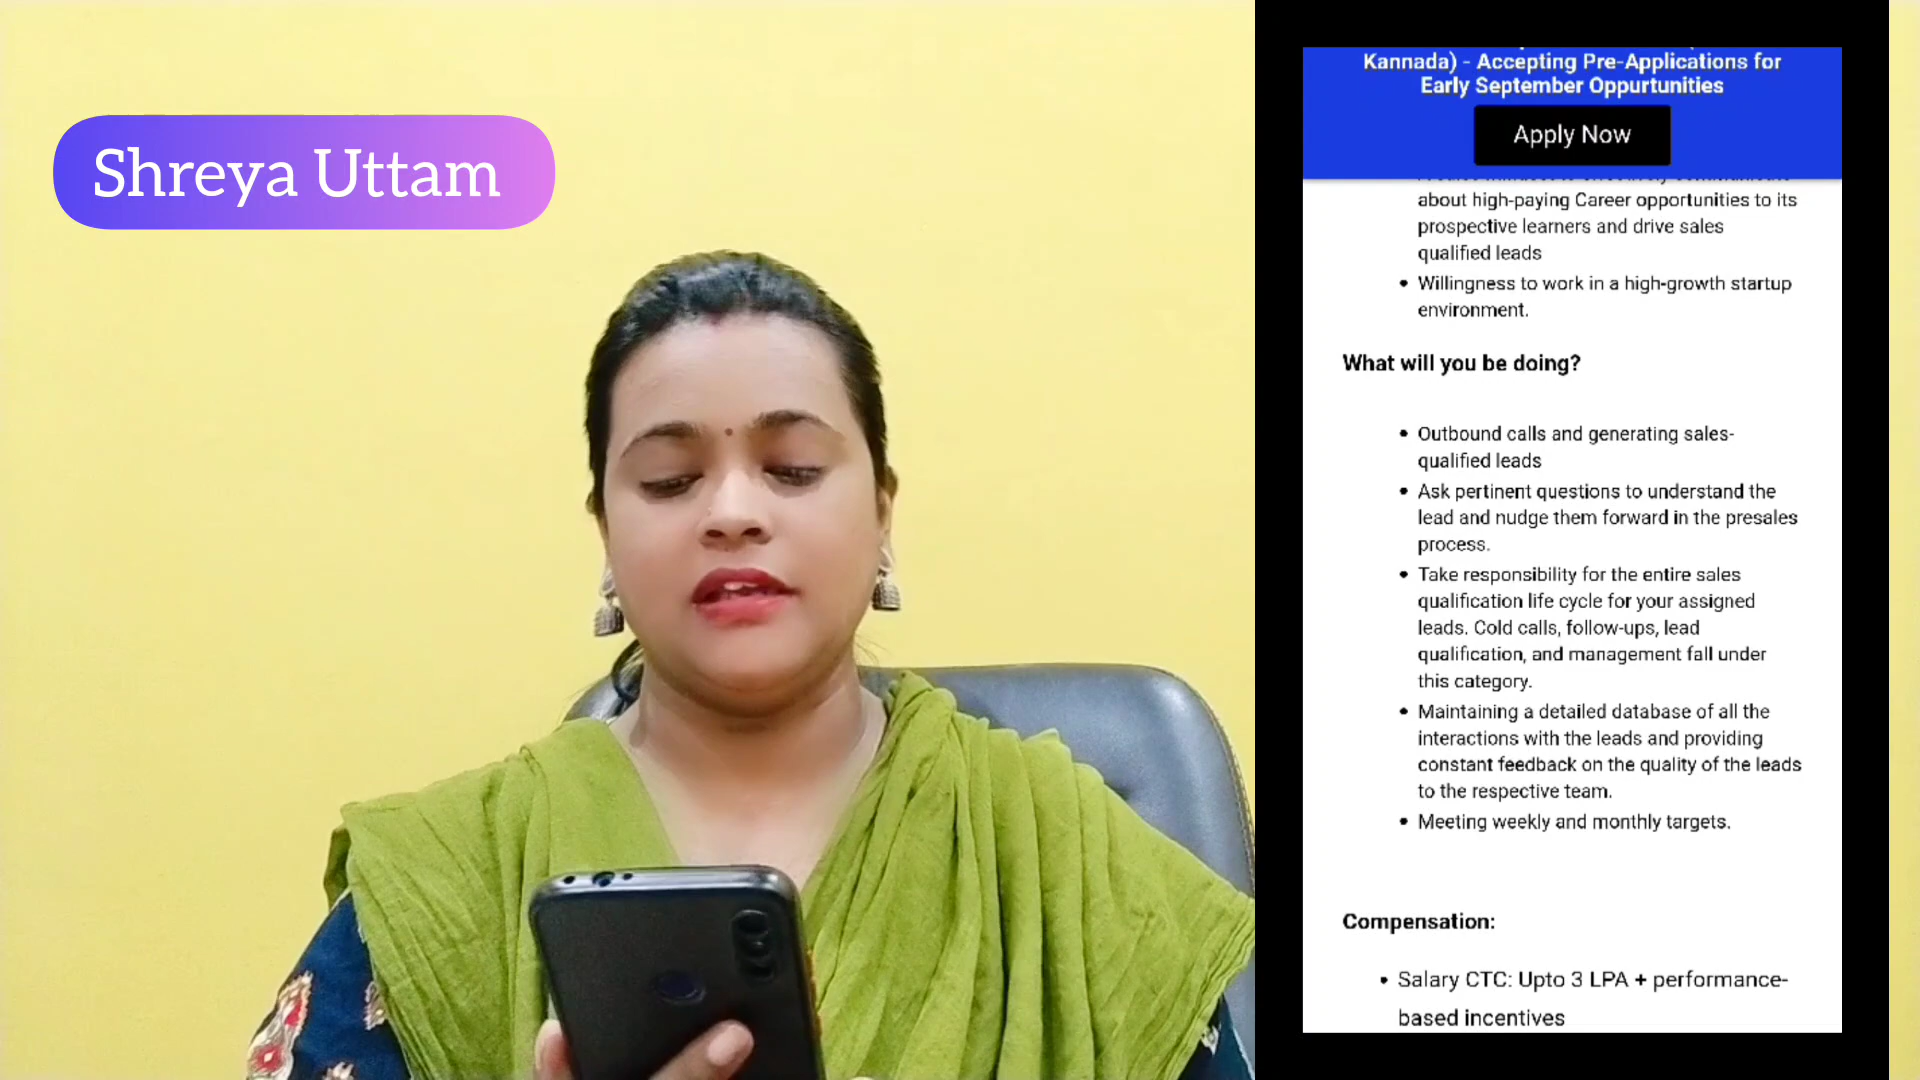 Shreya Uttam
Kannada) - Accepting Pre-Applications for
Early September Oppurtunities
Apply Now
about high-paying Career opportunities to its
prospective learners and drive sales
qualified leads
• Willingness to work in a high-growth startup
environment.
What will you be doing?
• Outbound calls and generating sales-
qualified leads
• Ask pertinent questions to understand the
lead and nudge them forward in the presales
process.
• Take responsibility for the entire sales
qualification life cycle for your assigned
leads. Cold calls, follow-ups, lead
qualification, and management fall under
this category.
• Maintaining a detailed database of all the
interactions with the leads and providing
constant feedback on the quality of the leads
to the respective team.
• Meeting weekly and monthly targets.
Compensation:
• Salary CTC: Upto 3 LPA + performance-
based incentives